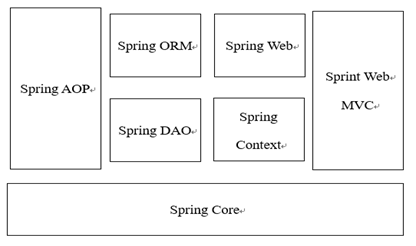 Spring AOP
Spring ORM
Spring Web
Sprint Web
MVC
Spring DAO
Spring
Context
Spring Core